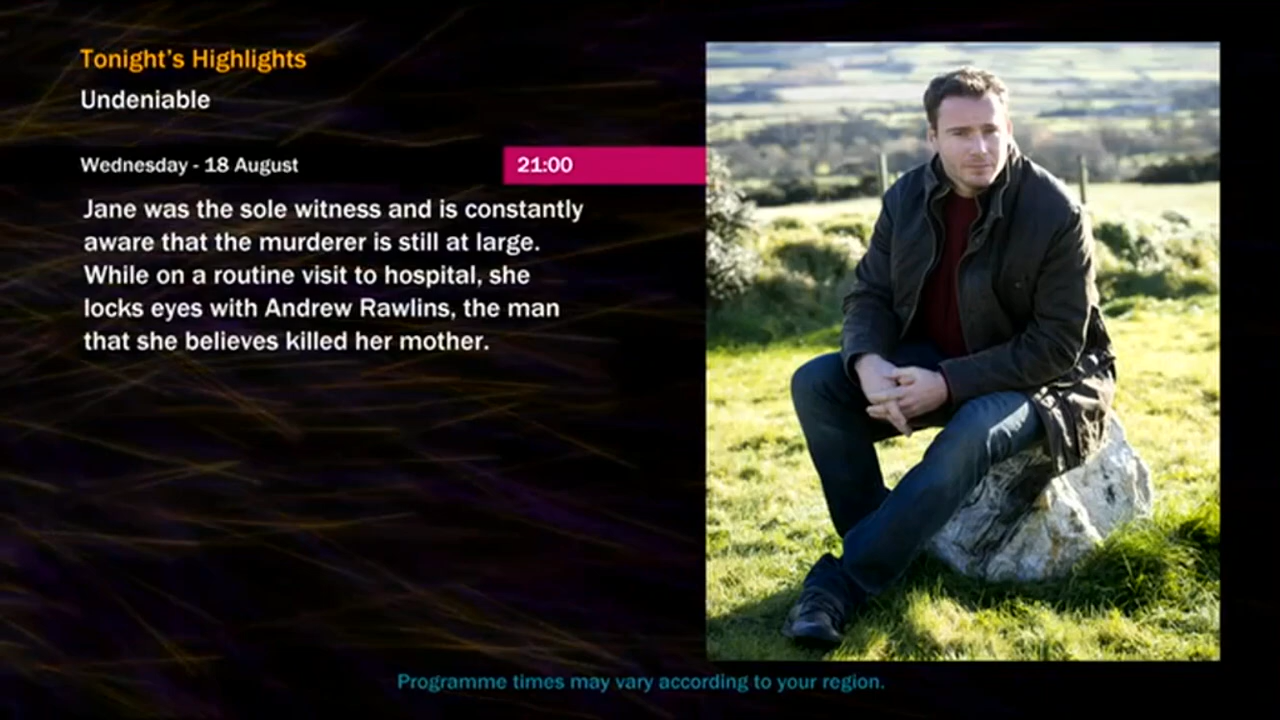 Tonight's Highlights
Undeniable
Wednesday - 18 August
21:00
Jane was the sole witness and is constantly
aware that the murderer is still at large.
While on a routine visit to hospital, she
locks eyes with Andrew Rawlins, the man
that she believes killed her mother.
Programme times may vary according to your region.